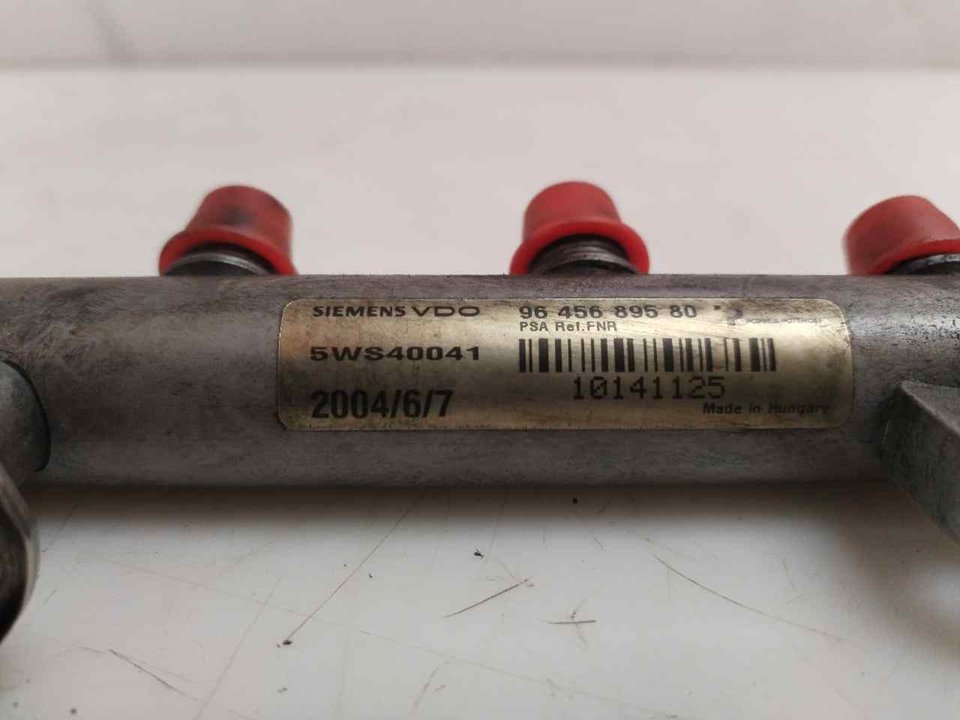 SIEMENS VDO 96 456 895 80
PSA Ref.FNR
5WS40041
10141125
2004/6/7
Made in Hungary